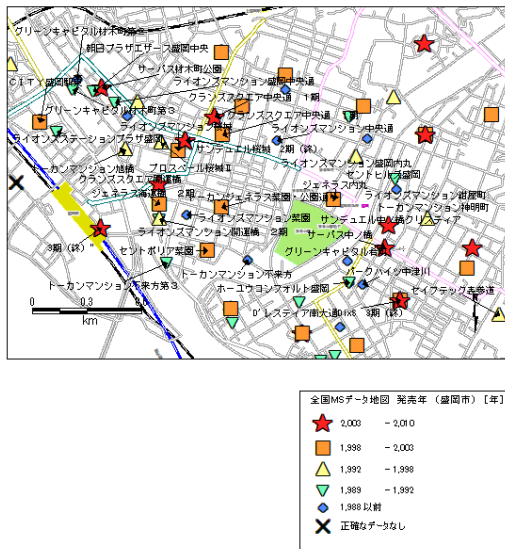 グリーンキャピタル材木町第2
朝日プラザエザース盛岡中央
サーパス材木町公園
CITY盛岡駅
ライオンズマンション盛岡中央通
クランズスクエア中央通 1期
グリーンキャピタル材木町第3
クランズスクエア中央通
ライオンズマンション中央通
ライオンズステーションプラザ盛岡
サンデュエル桜城 2期(終)
ライオンズマンション盛岡内丸
トーカンマンション旭橋
プロスペール桜城Ⅱ
セントヒルズ盛岡
クランズスクエア開運橋
ジェネラス内丸
ジェネラス海運橋 2期
トーカンジェネラス菜園・公園通
ライオンズマンション紺屋町
トーカンマンション神明町
ライオンズマンション菜園
サンデュエル中ノ橋クリスティア
ライオンズマンション開運橋 2期
サーパス中ノ橋
3期(終)
セントポリア菜園
グリーンキャピタル若園
トーカンマンション不来方
パークハイツ中津川
トーカンマンション不来方第3
ホーユウコンフォルト盛岡
セイフテッグ志家参道
D'レスティア南大通Dix8 3期(終)
0 0.8 1.6
km
全国MSデータ地図 発売年 (盛岡市) [年]
2,003 -2,010
1,998 -2,003
1,992 -1,998
1,989 -1,992
1,988以前
正確なデータなし